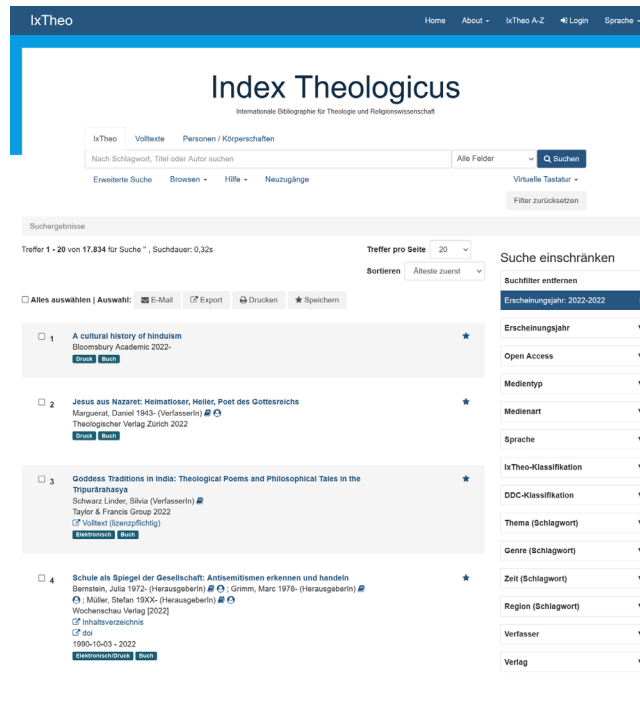 IxTheo
Home About IxTheo A-Z Login Sprache
Index Theologicus
Internationale Bibliographie für Theologie und Religionswissenschaft
IxTheo Volltexte Personen / Körperschaften
Nach Schlagwort, Titel oder Autor suchen Alle Felder Suchen
Erweiterte Suche Browsen Hilfe Neuzugänge Virtuelle Tastatur
Filter zurücksetzen
Suchergebnisse
Treffer 1 - 20 von 17.834 für Suche '' , Suchdauer: 0,32s
Treffer pro Seite 20
Sortieren Älteste zuerst
Alles auswählen | Auswahl: E-Mail Export Drucken Speichern
1 A cultural history of hinduism
Bloomsbury Academic 2022-
Druck Buch
2 Jesus aus Nazaret: Heimatloser, Heiler, Poet des Gottesreichs
Marguerat, Daniel 1943- (VerfasserIn)
Theologischer Verlag Zürich 2022
Druck Buch
3 Goddess Traditions in India: Theological Poems and Philosophical Tales in the
Tripurārahasya
Schwarz Linder, Silvia (VerfasserIn)
Taylor & Francis Group 2022
Volltext (lizenzpflichtig)
Elektronisch Buch
4 Schule als Spiegel der Gesellschaft: Antisemitismen erkennen und handeln
Bernstein, Julia 1972- (HerausgeberIn) ; Grimm, Marc 1978- (HerausgeberIn)
; Müller, Stefan 19XX- (HerausgeberIn)
Wochenschau Verlag [2022]
Inhaltsverzeichnis
doi
1990-10-03 - 2022
Elektronisch/Druck Buch
Suche einschränken
Suchfilter entfernen
Erscheinungsjahr: 2022-2022
Erscheinungsjahr
Open Access
Medientyp
Medienart
Sprache
IxTheo-Klassifikation
DDC-Klassifikation
Thema (Schlagwort)
Genre (Schlagwort)
Zeit (Schlagwort)
Region (Schlagwort)
Verfasser
Verlag